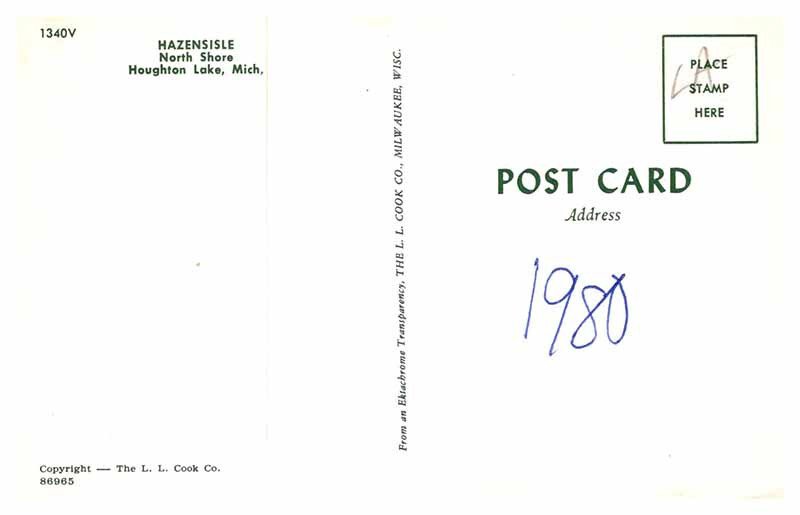 1340V
HAZENSISLE
North Shore
Houghton Lake, Mich.
From an Ektachrome Transparency, THE L. L. COOK CO., MILWAUKEE, WISC.
PLACE
STAMP
HERE
LA
POST CARD
Address
1980
Copyright — The L. L. Cook Co.
86965